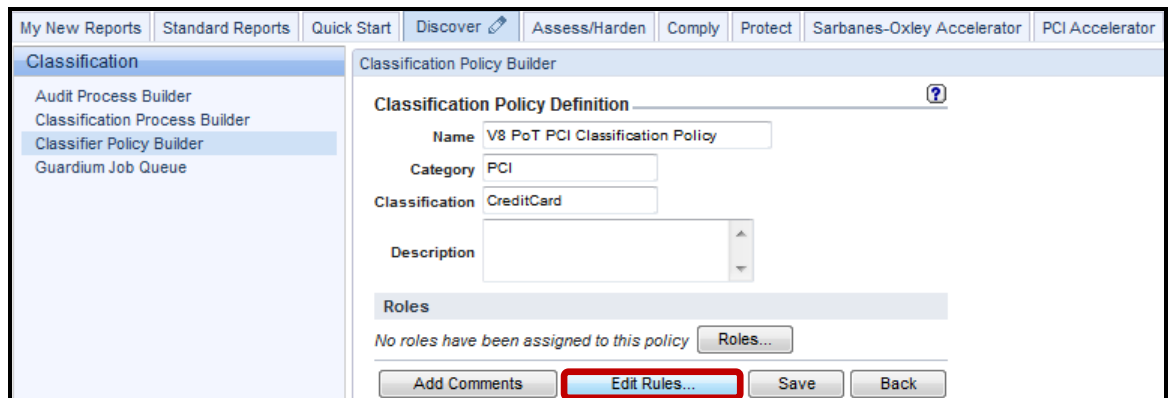 My New Reports Standard Reports Quick Start Discover Assess/Harden Comply Protect Sarbanes-Oxley Accelerator PCI Accelerator
Classification
Audit Process Builder
Classification Process Builder
Classifier Policy Builder
Guardium Job Queue
Classification Policy Builder
Classification Policy Definition ?
Name V8 PoT PCI Classification Policy
Category PCI
Classification CreditCard
Description
Roles
No roles have been assigned to this policy Roles...
Add Comments Edit Rules... Save Back